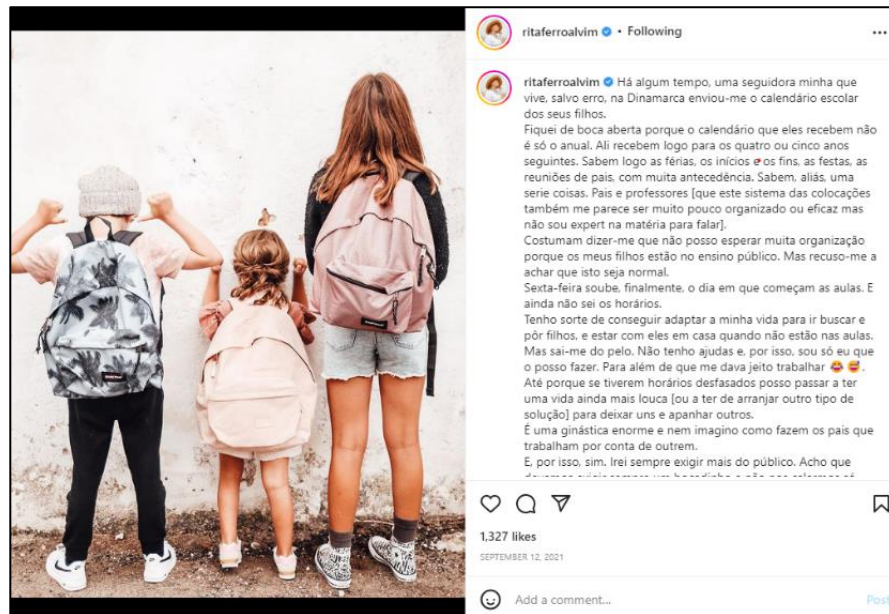 ritaferroalvim • Following
ritaferroalvim Há algum tempo, uma seguidora minha que
vive, salvo erro, na Dinamarca enviou-me o calendário escolar
dos seus filhos.
Fiquei de boca aberta porque o calendário que eles recebem não
é só o anual. Ali recebem logo para os quatro ou cinco anos
seguintes. Sabem logo as férias, os inícios e os fins, as festas, as
reuniões de pais, com muita antecedência. Sabem, aliás, uma
serie coisas. Pais e professores [que este sistema das colocações
também me parece ser muito pouco organizado ou eficaz mas
não sou expert na matéria para falar].
Costumam dizer-me que não posso esperar muita organização
porque os meus filhos estão no ensino público. Mas recuso-me a
achar que isto seja normal.
Sexta-feira soube, finalmente, o dia em que começam as aulas. E
ainda não sei os horários.
Tenho sorte de conseguir adaptar a minha vida para ir buscar e
pôr filhos, e estar com eles em casa quando não estão nas aulas.
Mas sai-me do pelo. Não tenho ajudas e, por isso, sou só eu que
o posso fazer. Para além de que me dava jeito trabalhar 😂 😅.
Até porque se tiverem horários desfasados posso passar a ter
uma vida ainda mais louca [ou a ter de arranjar outro tipo de
solução] para deixar uns e apanhar outros.
É uma ginástica enorme e nem imagino como fazem os pais que
trabalham por conta de outrem.
E, por isso, sim. Irei sempre exigir mais do público. Acho que
1,327 likes
SEPTEMBER 12, 2021
Add a comment...
Post